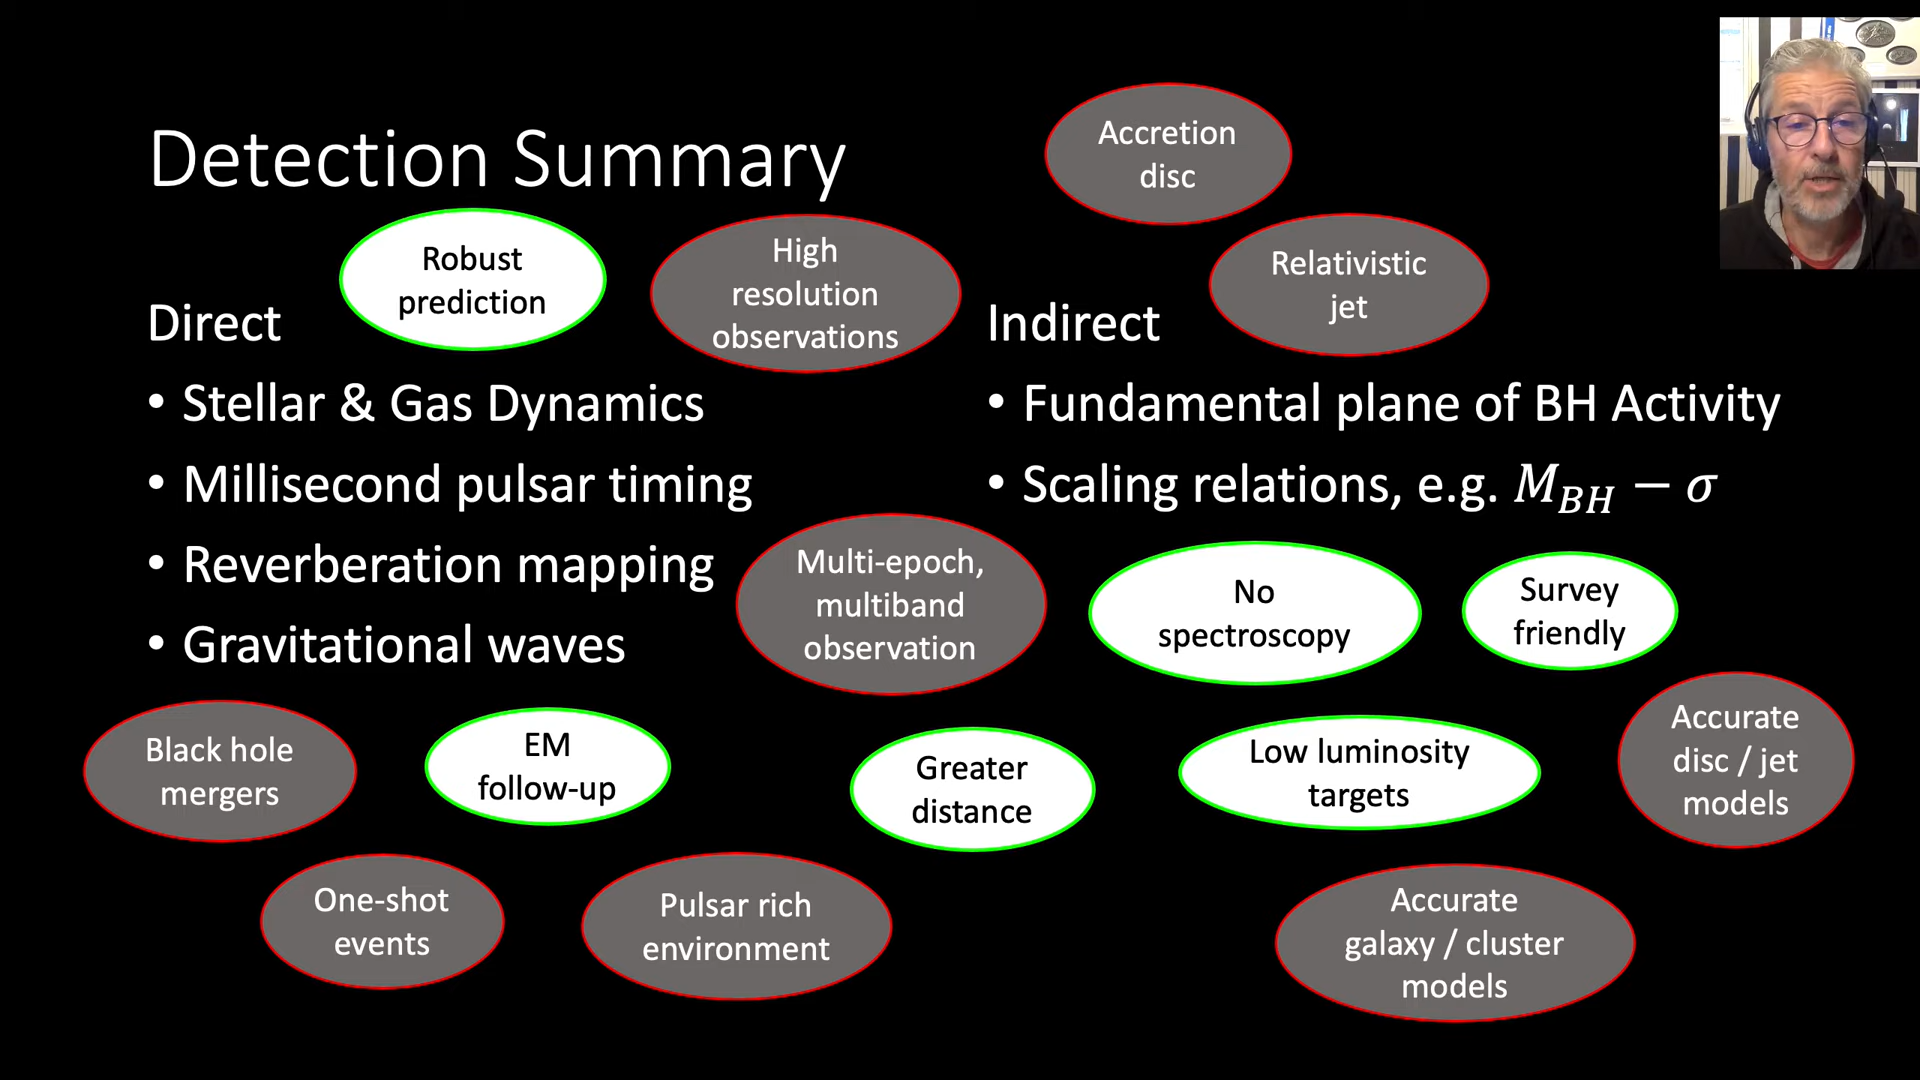 Detection Summary
Accretion
disc
Robust
prediction
High
resolution
observations
Relativistic
jet
Direct
• Stellar & Gas Dynamics
• Millisecond pulsar timing
• Reverberation mapping
• Gravitational waves
Indirect
• Fundamental plane of BH Activity
• Scaling relations, e.g. M_BH − σ
Multi-epoch,
multiband
observation
No
spectroscopy
Survey
friendly
Black hole
mergers
EM
follow-up
Greater
distance
Low luminosity
targets
Accurate
disc / jet
models
One-shot
events
Pulsar rich
environment
Accurate
galaxy / cluster
models